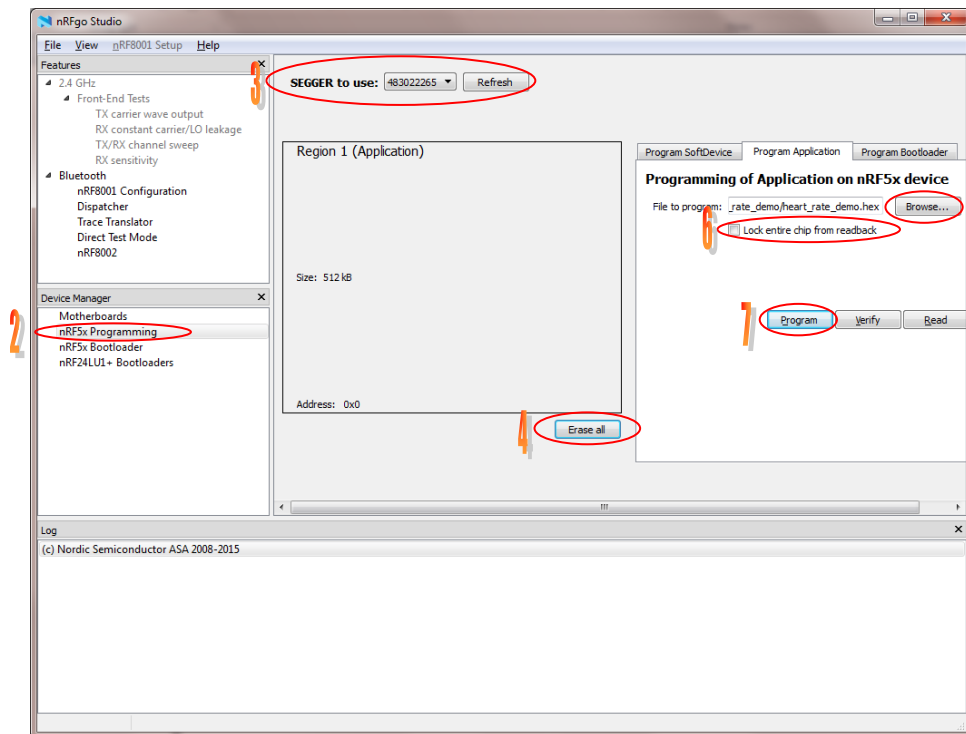 nRFgo Studio
File View nRF8001 Setup Help
Features
2.4 GHz
Front-End Tests
TX carrier wave output
RX constant carrier/LO leakage
TX/RX channel sweep
RX sensitivity
Bluetooth
nRF8001 Configuration
Dispatcher
Trace Translator
Direct Test Mode
nRF8002
Device Manager
Motherboards
2 nRF5x Programming
nRF5x Bootloader
nRF24LU1+ Bootloaders
3 SEGGER to use: 483022265 Refresh
Region 1 (Application)
Size: 512 kB
Address: 0x0
4 Erase all
Program SoftDevice Program Application Program Bootloader
Programming of Application on nRF5x device
File to program: _rate_demo/heart_rate_demo.hex Browse...
6 Lock entire chip from readback
7 Program Verify Read
Log
(c) Nordic Semiconductor ASA 2008-2015